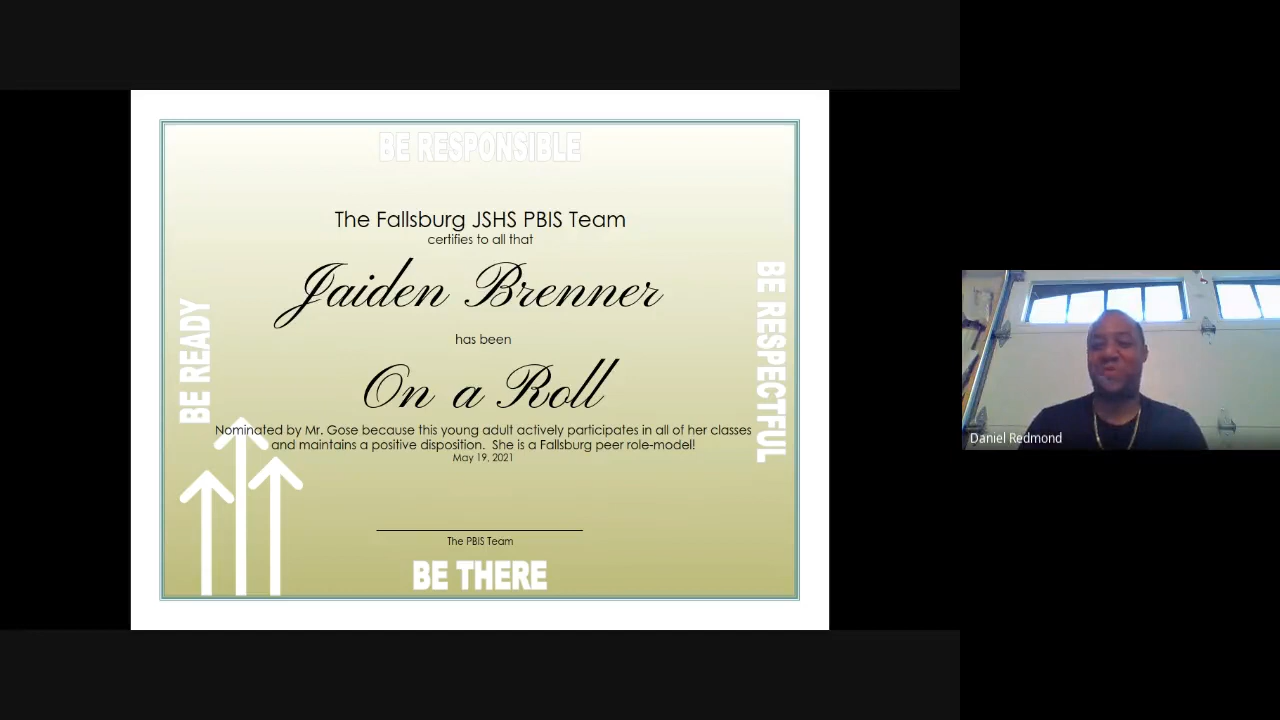 BE RESPONSIBLE
The Fallsburg JSHS PBIS Team
certifies to all that
Jaiden Brenner
has been
On a Roll
Nominated by Mr. Gose because this young adult actively participates in all of her classes
and maintains a positive disposition.  She is a Fallsburg peer role-model!
May 19, 2021
The PBIS Team
BE THERE
BE READY
BE RESPECTFUL
Daniel Redmond